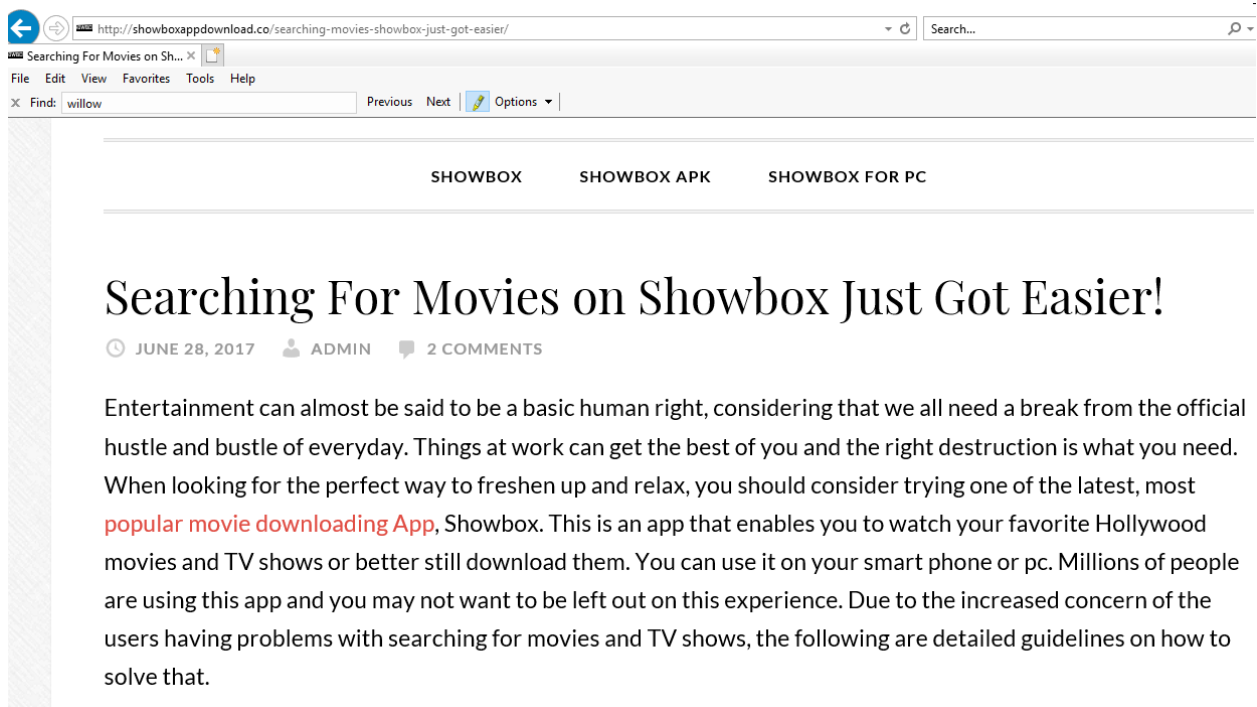 http://showboxappdownload.co/searching-movies-showbox-just-got-easier/
Search...
Searching For Movies on Sh...
File Edit View Favorites Tools Help
Find: willow Previous Next Options
SHOWBOX SHOWBOX APK SHOWBOX FOR PC
Searching For Movies on Showbox Just Got Easier!
JUNE 28, 2017 ADMIN 2 COMMENTS
Entertainment can almost be said to be a basic human right, considering that we all need a break from the official
hustle and bustle of everyday. Things at work can get the best of you and the right destruction is what you need.
When looking for the perfect way to freshen up and relax, you should consider trying one of the latest, most
popular movie downloading App, Showbox. This is an app that enables you to watch your favorite Hollywood
movies and TV shows or better still download them. You can use it on your smart phone or pc. Millions of people
are using this app and you may not want to be left out on this experience. Due to the increased concern of the
users having problems with searching for movies and TV shows, the following are detailed guidelines on how to
solve that.